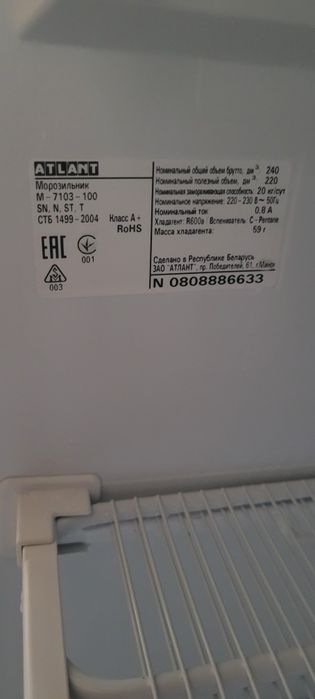 ATLANT
Морозильник
М-7103-100
SN, N, ST, T
СТБ 1499-2004 Класс А+
RoHS
ЕАС
001
003
Номинальный общий объем брутто, дм³ 240
Номинальный полезный объем, дм³ 220
Номинальная замораживающая способность: 20 кг/сут
Номинальное напряжение: 220-230 В ~ 50Гц
Номинальный ток 0.8 А
Хладагент: R600a Вспениватель: C-Pentane
Масса хладагента: 59 г
Сделано в Республике Беларусь
ЗАО "АТЛАНТ", пр. Победителей, 61, г.Минск
N 0808886633